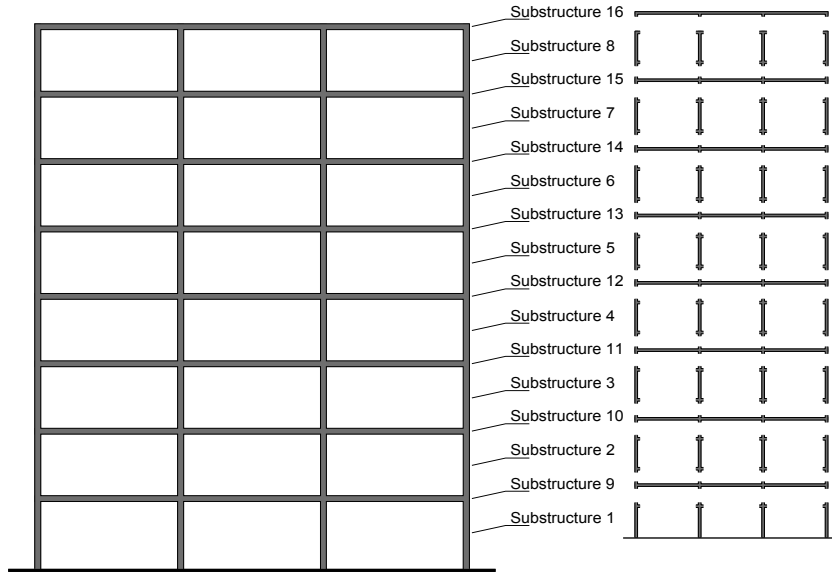 Substructure 16
Substructure 8
Substructure 15
Substructure 7
Substructure 14
Substructure 6
Substructure 13
Substructure 5
Substructure 12
Substructure 4
Substructure 11
Substructure 3
Substructure 10
Substructure 2
Substructure 9
Substructure 1